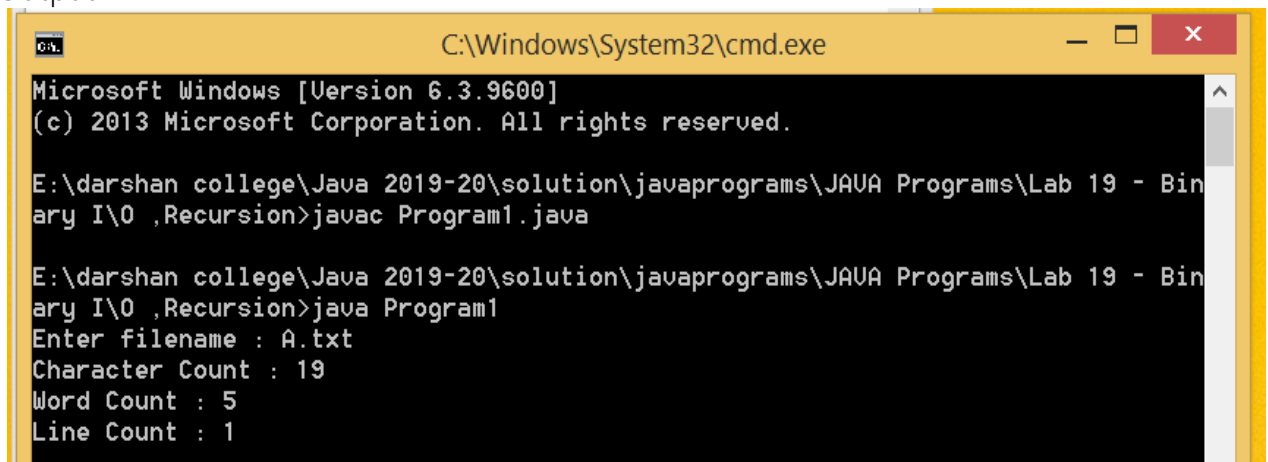 C:\Windows\System32\cmd.exe
Microsoft Windows [Version 6.3.9600]
(c) 2013 Microsoft Corporation. All rights reserved.
E:\darshan college\Java 2019-20\solution\javaprograms\JAVA Programs\Lab 19 - Bin
ary I\O ,Recursion>javac Program1.java
E:\darshan college\Java 2019-20\solution\javaprograms\JAVA Programs\Lab 19 - Bin
ary I\O ,Recursion>java Program1
Enter filename : A.txt
Character Count : 19
Word Count : 5
Line Count : 1